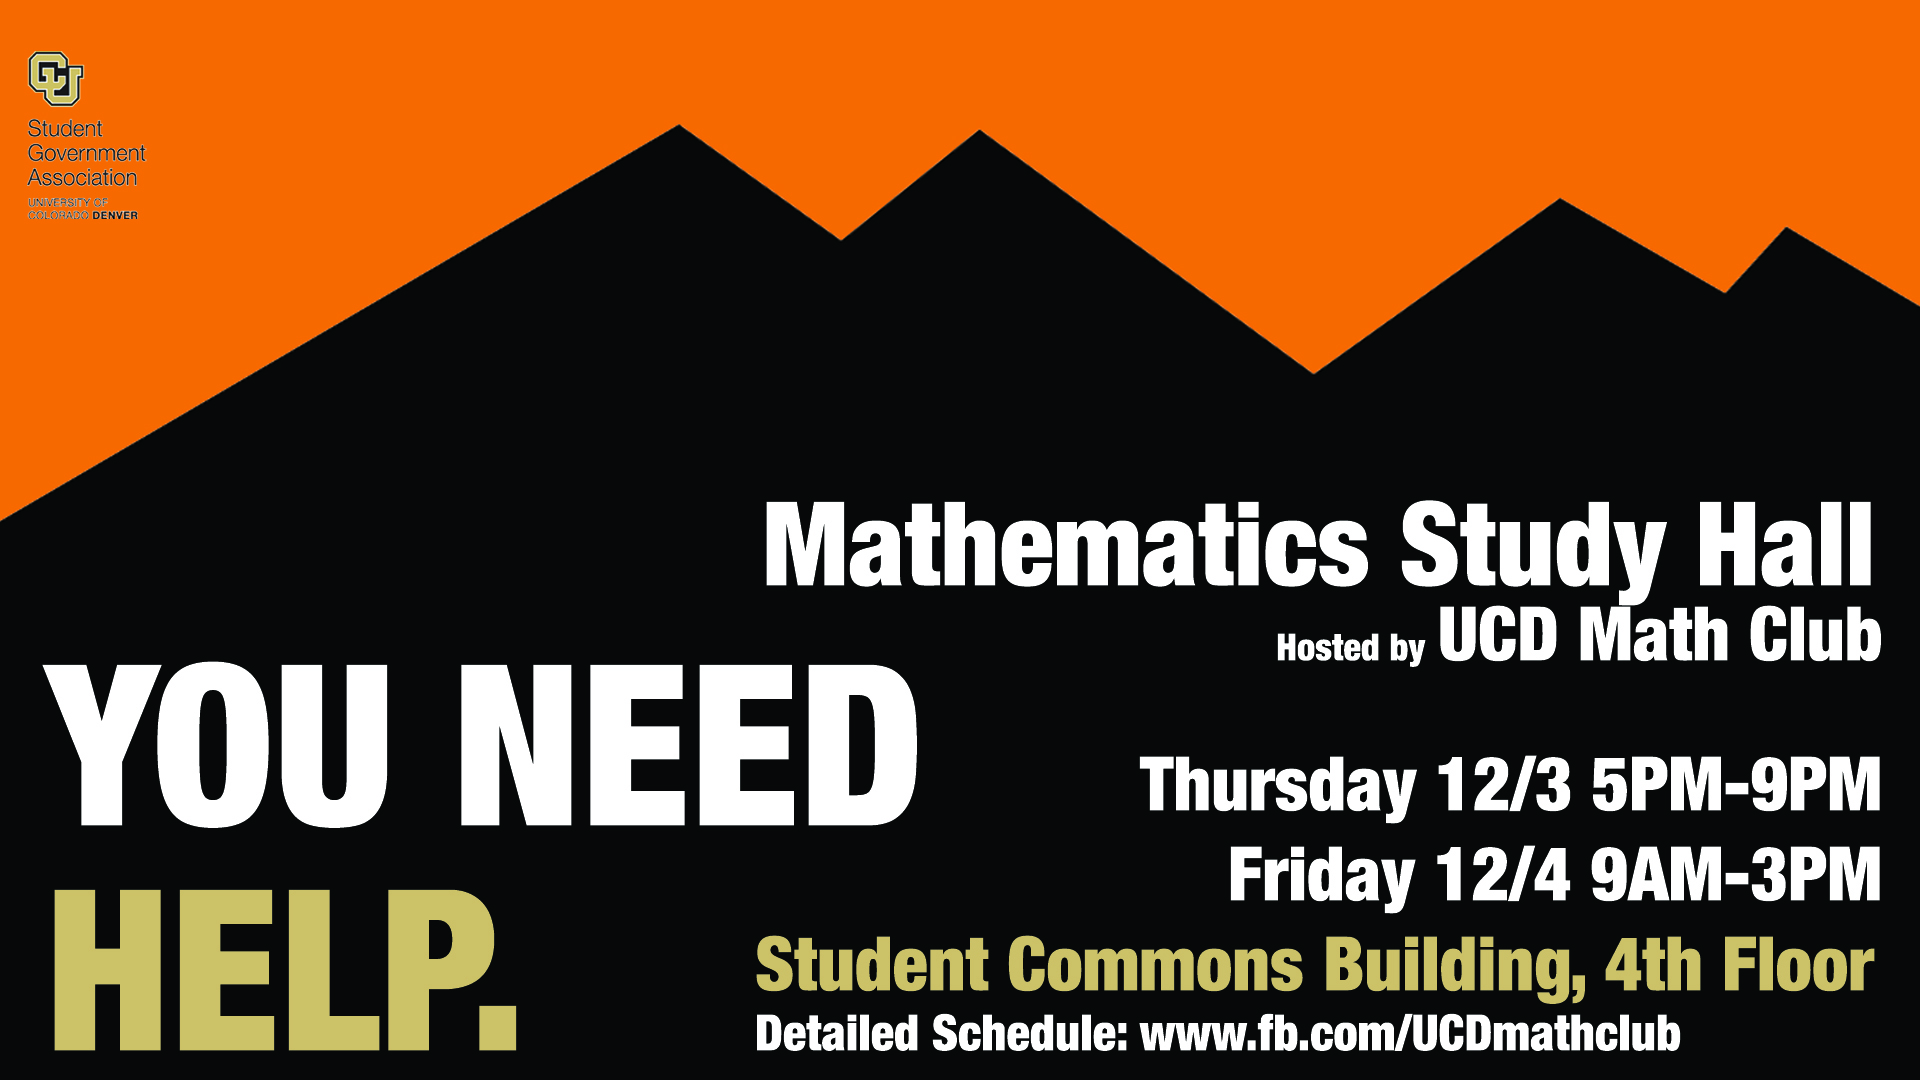 CU
Student
Government
Association
UNIVERSITY OF
COLORADO DENVER
Mathematics Study Hall
Hosted by UCD Math Club
YOU NEED
HELP.
Thursday 12/3 5PM-9PM
Friday 12/4 9AM-3PM
Student Commons Building, 4th Floor
Detailed Schedule: www.fb.com/UCDmathclub